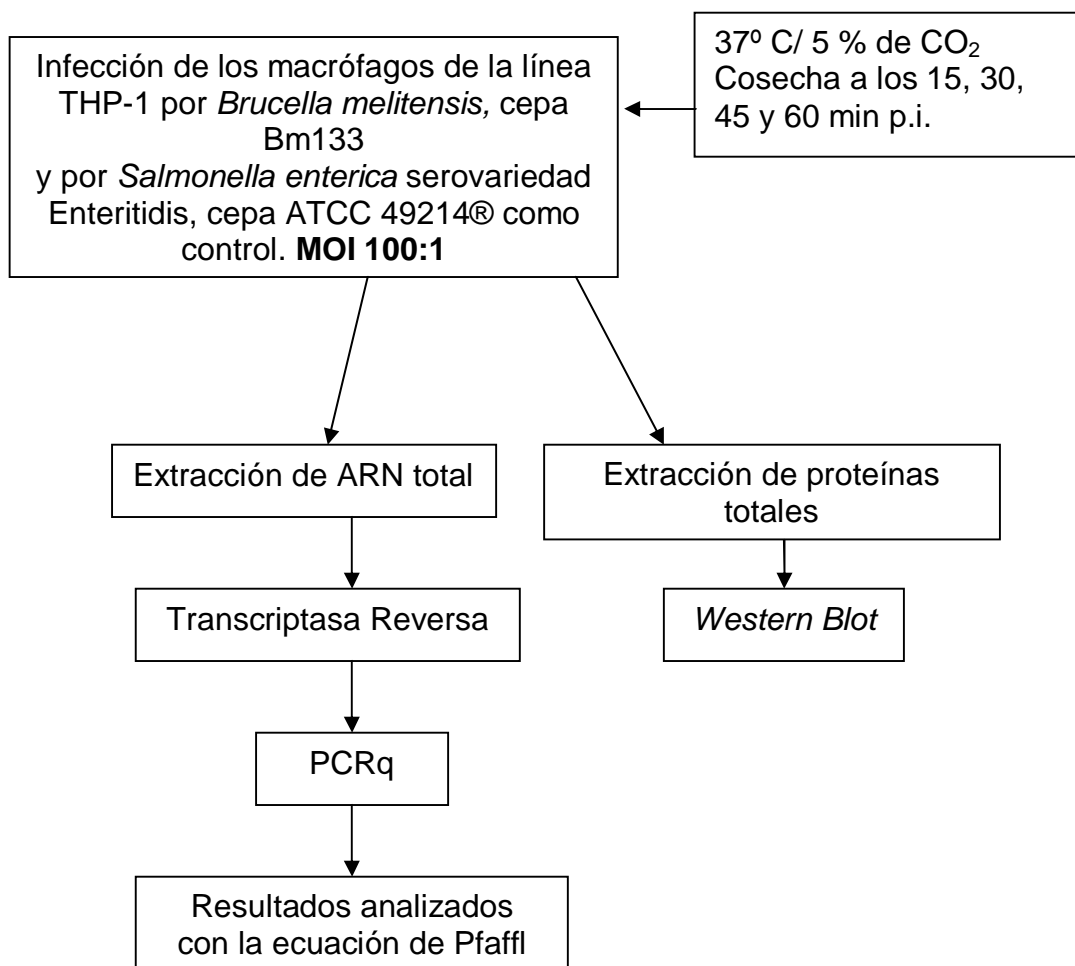 37º C/ 5 % de CO₂
Cosecha a los 15, 30,
45 y 60 min p.i.
Infección de los macrófagos de la línea
THP-1 por Brucella melitensis, cepa
Bm133
y por Salmonella enterica serovariedad
Enteritidis, cepa ATCC 49214® como
control. MOI 100:1
Extracción de ARN total
Extracción de proteínas
totales
Transcriptasa Reversa
Western Blot
PCRq
Resultados analizados
con la ecuación de Pfaffl